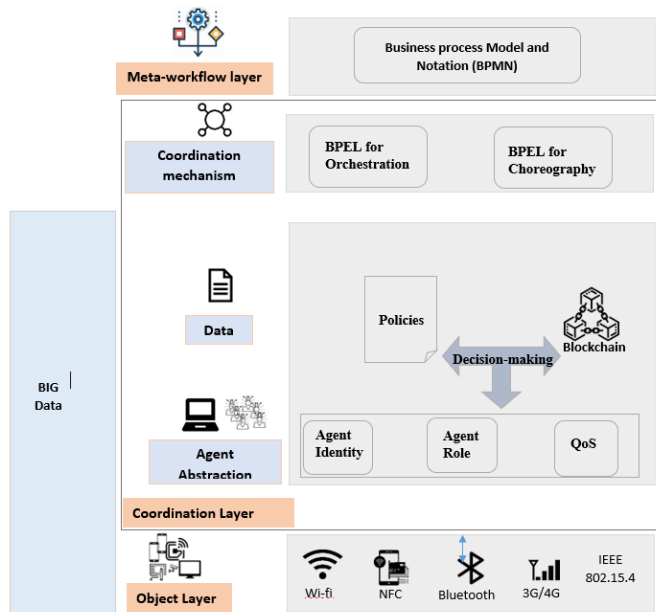 Business process Model and
Notation (BPMN)
Meta-workflow layer
Coordination
mechanism
BPEL for
Orchestration
BPEL for
Choreography
Data
Policies
Decision-making
Blockchain
BIG
Data
Agent
Abstraction
Agent
Identity
Agent
Role
QoS
Coordination Layer
Object Layer
Wi-fi
NFC
Bluetooth
3G/4G
IEEE
802.15.4